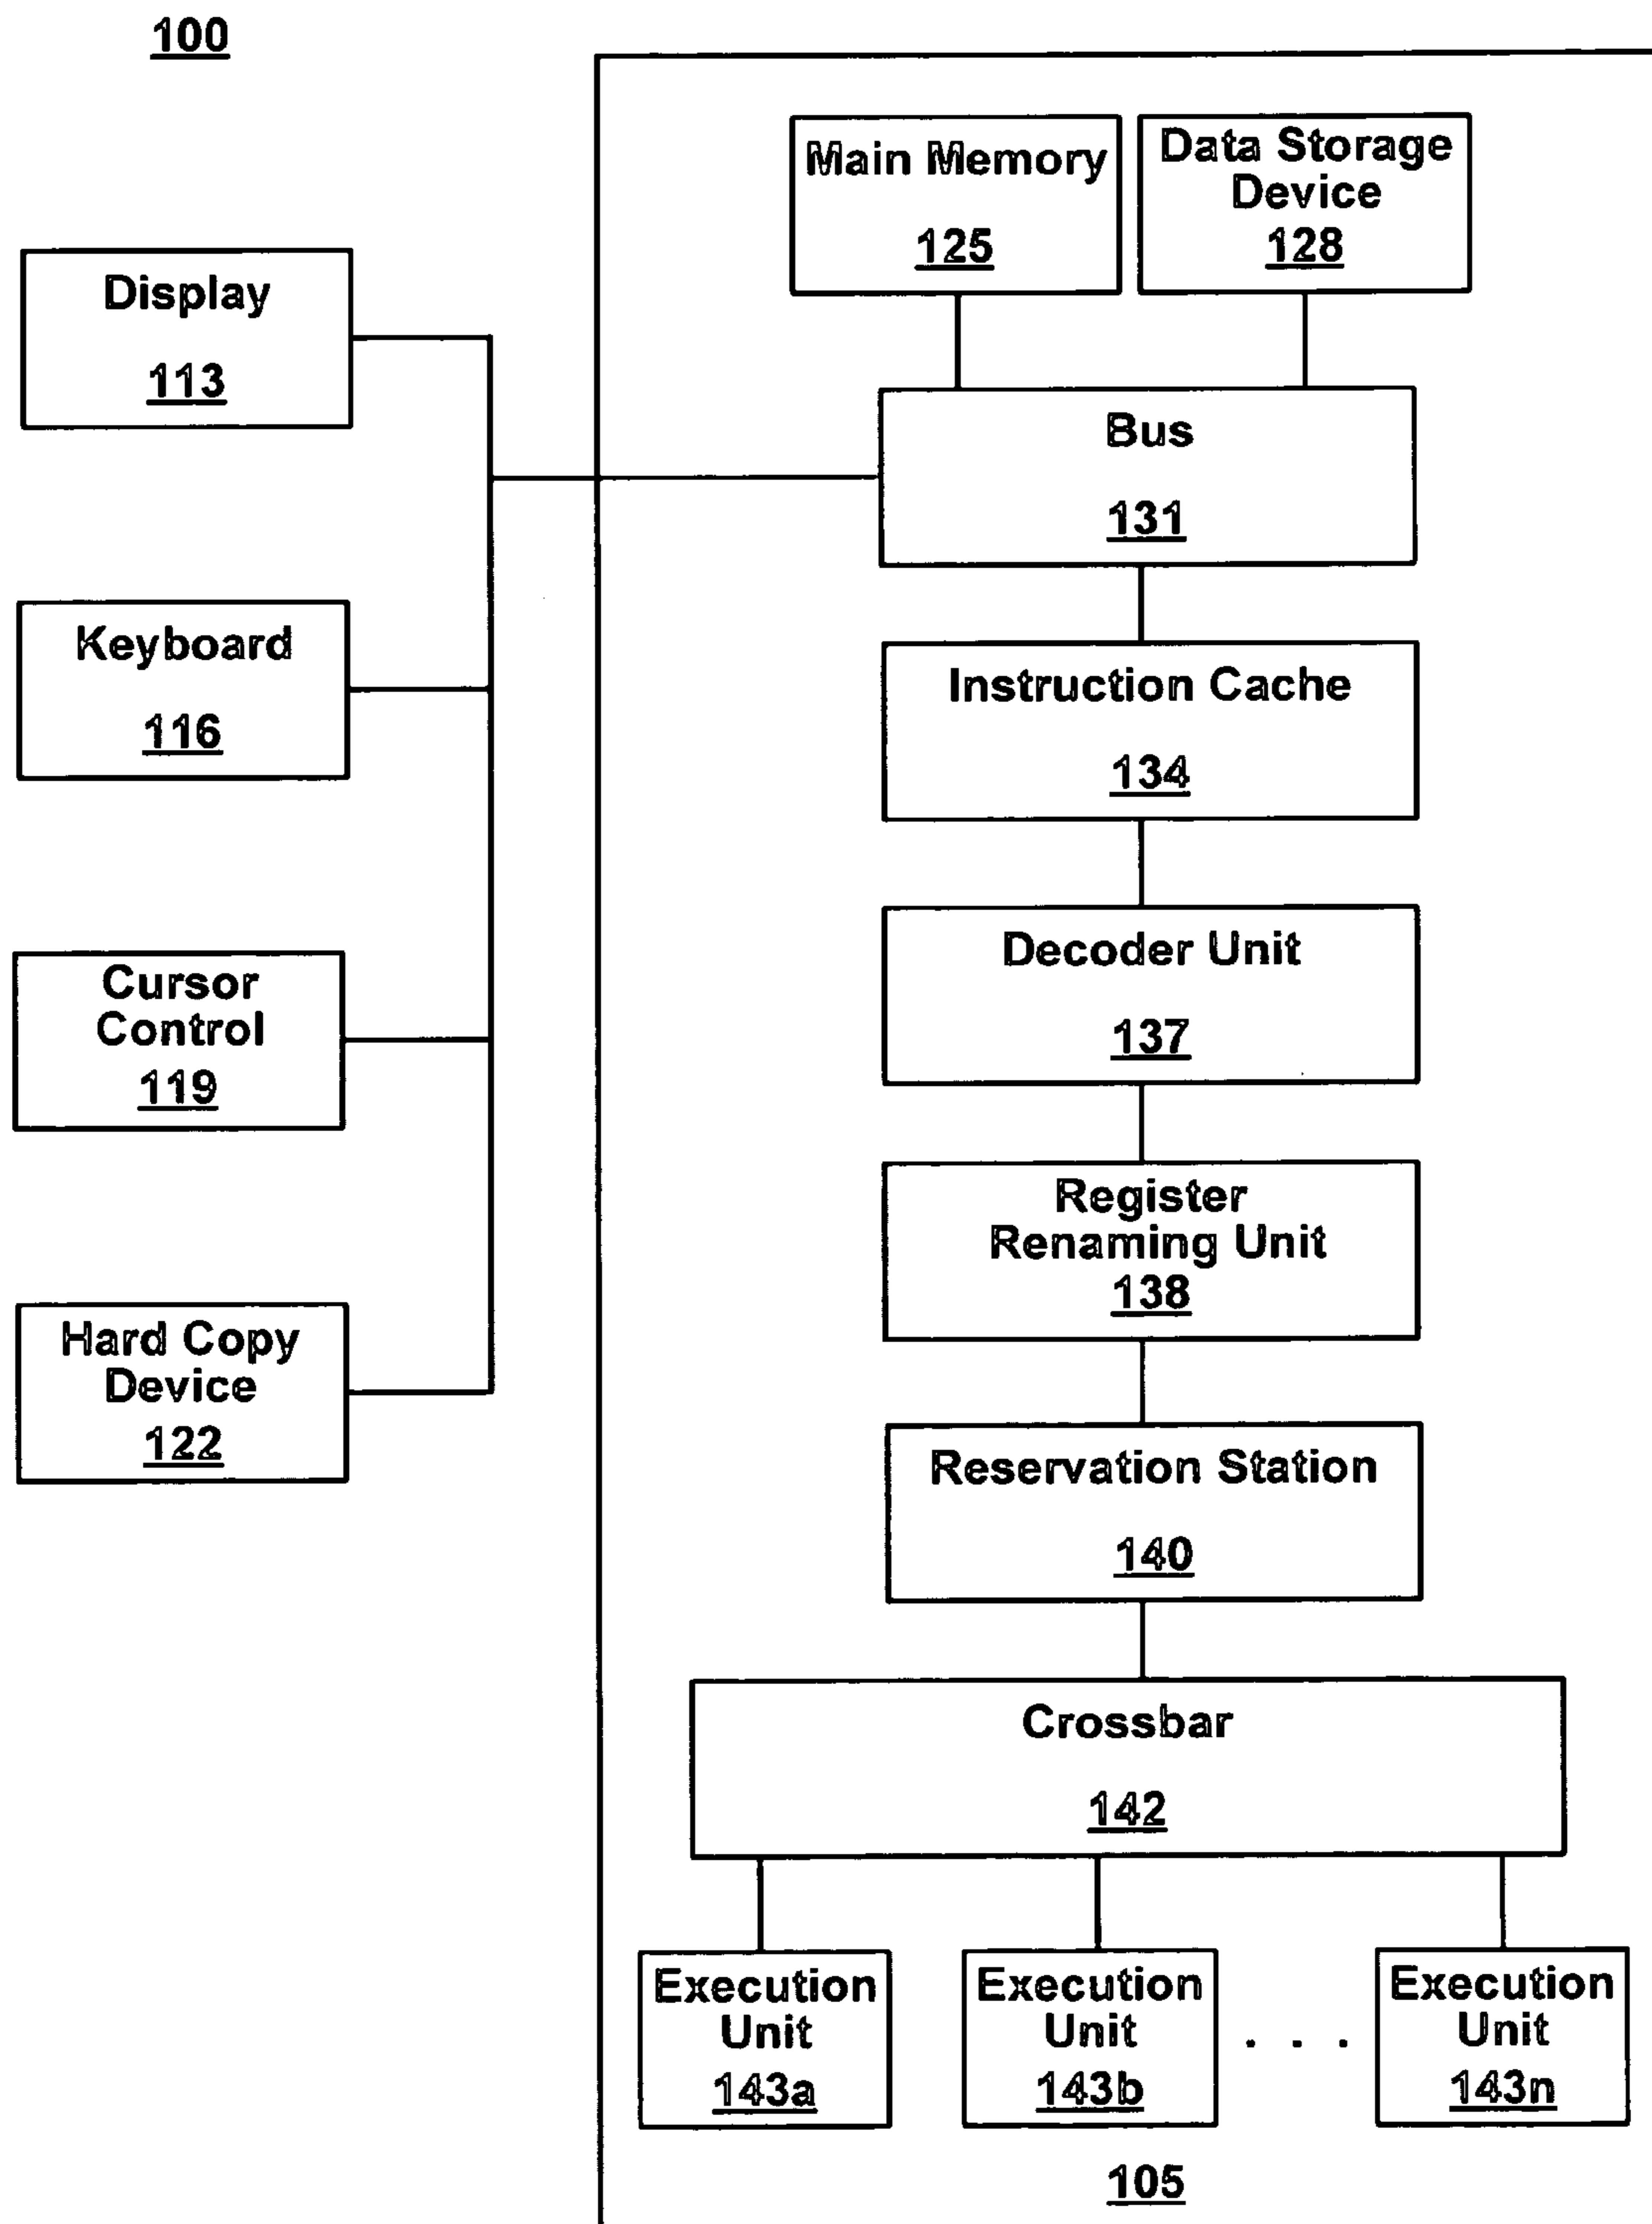 100
Main Memory
125
Data Storage
Device
128
Display
113
Bus
131
Keyboard
116
Instruction Cache
134
Cursor
Control
119
Decoder Unit
137
Register
Renaming Unit
138
Hard Copy
Device
122
Reservation Station
140
Crossbar
142
Execution
Unit
143a
Execution
Unit
143b
. . .
Execution
Unit
143n
105